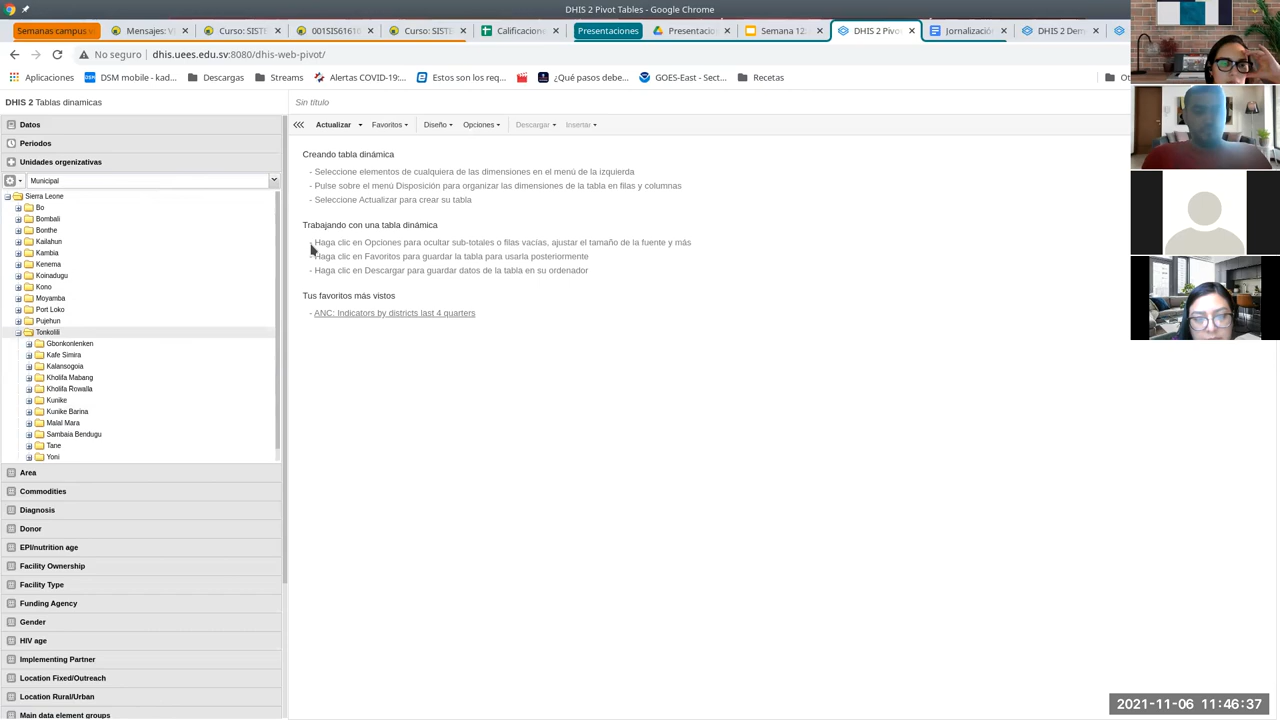 DHIS 2 Pivot Tables - Google Chrome
Semanas campus v
Mensajes: V
Curso: SIST
001SIS61616
Curso: SIST
Calificacione
Presentaciones
Presentacio
Semana 12.
DHIS 2 Pivo
Jornalizació
DHIS 2 Dem
No seguro
dhis.uees.edu.sv:8080/dhis-web-pivot/
Aplicaciones
DSM mobile - kad...
Descargas
Streams
Alertas COVID-19:...
Estos son los
¿Qué pasos debe...
GOES-East - Sect...
Recetas
Ot
DHIS 2 Tablas dinamicas
Sin titulo
Datos
Actualizar
Favoritos
Diseño
Opciones
Descargar
Insertar
Periodos
Unidades organizativas
Municipal
Sierra Leone
Bo
Bombali
Bonthe
Kailahun
Kambia
Kenema
Koinadugu
Kono
Moyamba
Port Loko
Pujehun
Tonkolili
Gbonkonlenken
Kafe Simira
Kalansogoia
Kholifa Mabang
Kholifa Rowalla
Kunike
Kunike Barina
Malal Mara
Sambaia Bendugu
Tane
Yoni
Area
Commodities
Diagnosis
Donor
EPI/nutrition age
Facility Ownership
Facility Type
Funding Agency
Gender
HIV age
Implementing Partner
Location Fixed/Outreach
Location Rural/Urban
Main data element groups
Creando tabla dinámica
- Seleccione elementos de cualquiera de las dimensiones en el menú de la izquierda
- Pulse sobre el menú Disposición para organizar las dimensiones de la tabla en filas y columnas
- Seleccione Actualizar para crear su tabla
Trabajando con una tabla dinámica
- Haga clic en Opciones para ocultar sub-totales o filas vacías, ajustar el tamaño de la fuente y más
- Haga clic en Favoritos para guardar la tabla para usarla posteriormente
- Haga clic en Descargar para guardar datos de la tabla en su ordenador
Tus favoritos más vistos
- ANC: Indicators by districts last 4 quarters
2021-11-06 11:46:37